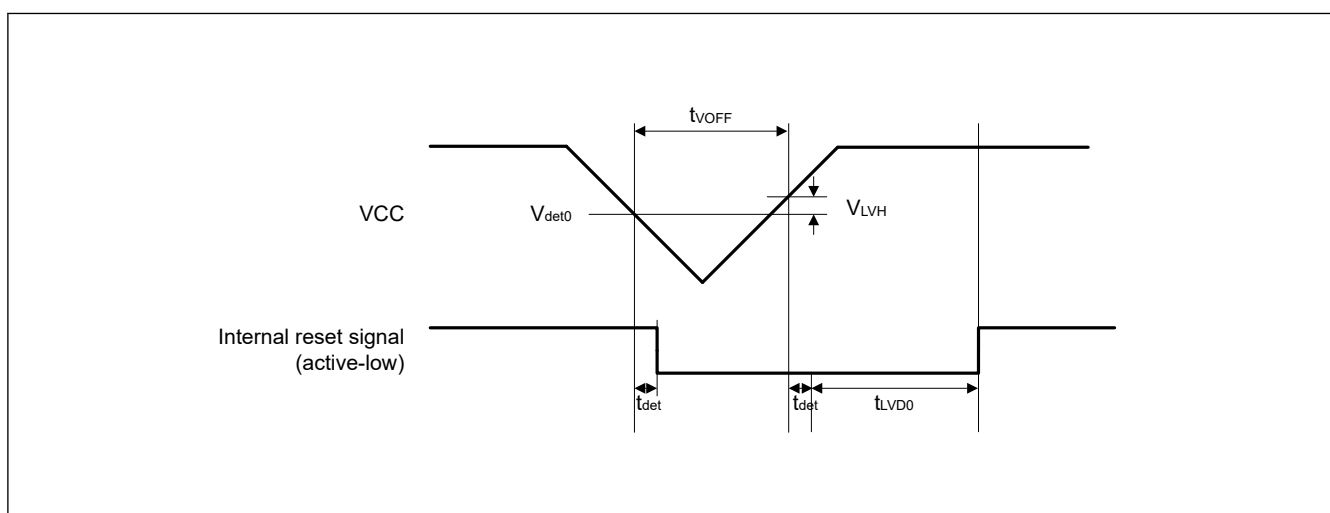 tVOFF
VCC
Vdet0
VLVH
Internal reset signal
(active-low)
tdet
tdet
tLVD0